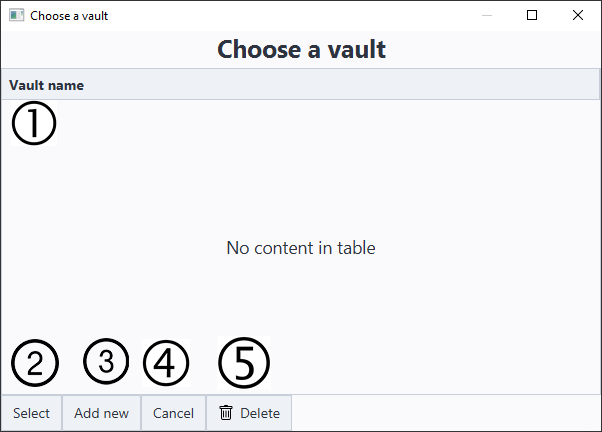 Choose a vault
Choose a vault
Vault name
①
No content in table
② ③ ④ ⑤
Select Add new Cancel Delete